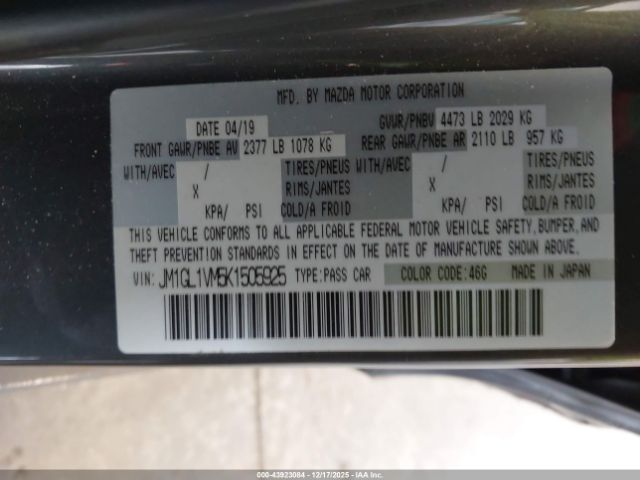 MFD. BY MAZDA MOTOR CORPORATION
DATE 04/19 GVWR/PNBV 4473 LB 2029 KG
FRONT GAWR/PNBE AV 2377 LB 1078 KG REAR GAWR/PNBE AR 2110 LB 957 KG
WITH/AVEC / TIRES/PNEUS WITH/AVEC / TIRES/PNEUS
X RIMS/JANTES X RIMS/JANTES
KPA/ PSI COLD/A FROID KPA/ PSI COLD/A FROID
THIS VEHICLE CONFORMS TO ALL APPLICABLE FEDERAL MOTOR VEHICLE SAFETY, BUMPER, AND
THEFT PREVENTION STANDARDS IN EFFECT ON THE DATE OF MANUFACTURE SHOWN ABOVE.
VIN: JM1GL1VM5K1505925 TYPE: PASS CAR COLOR CODE: 46G MADE IN JAPAN
000-43923084 - 12/17/2025 - IAA Inc.